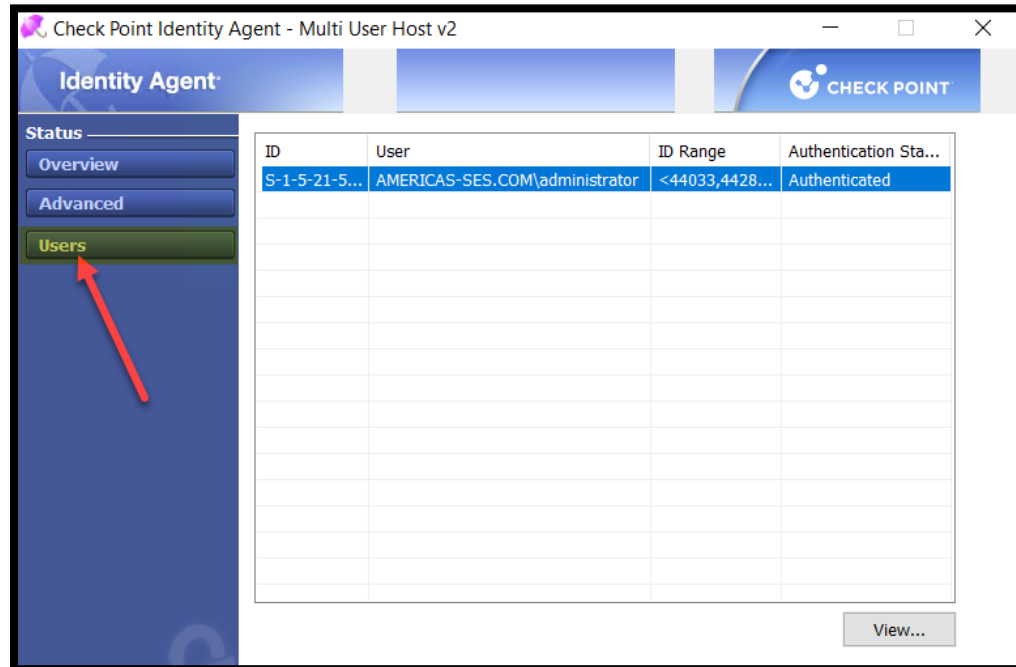 Check Point Identity Agent - Multi User Host v2
Identity Agent
CHECK POINT
Status
Overview
Advanced
Users
ID User ID Range Authentication Sta...
S-1-5-21-5... AMERICAS-SES.COM\administrator <44033,4428... Authenticated
View...